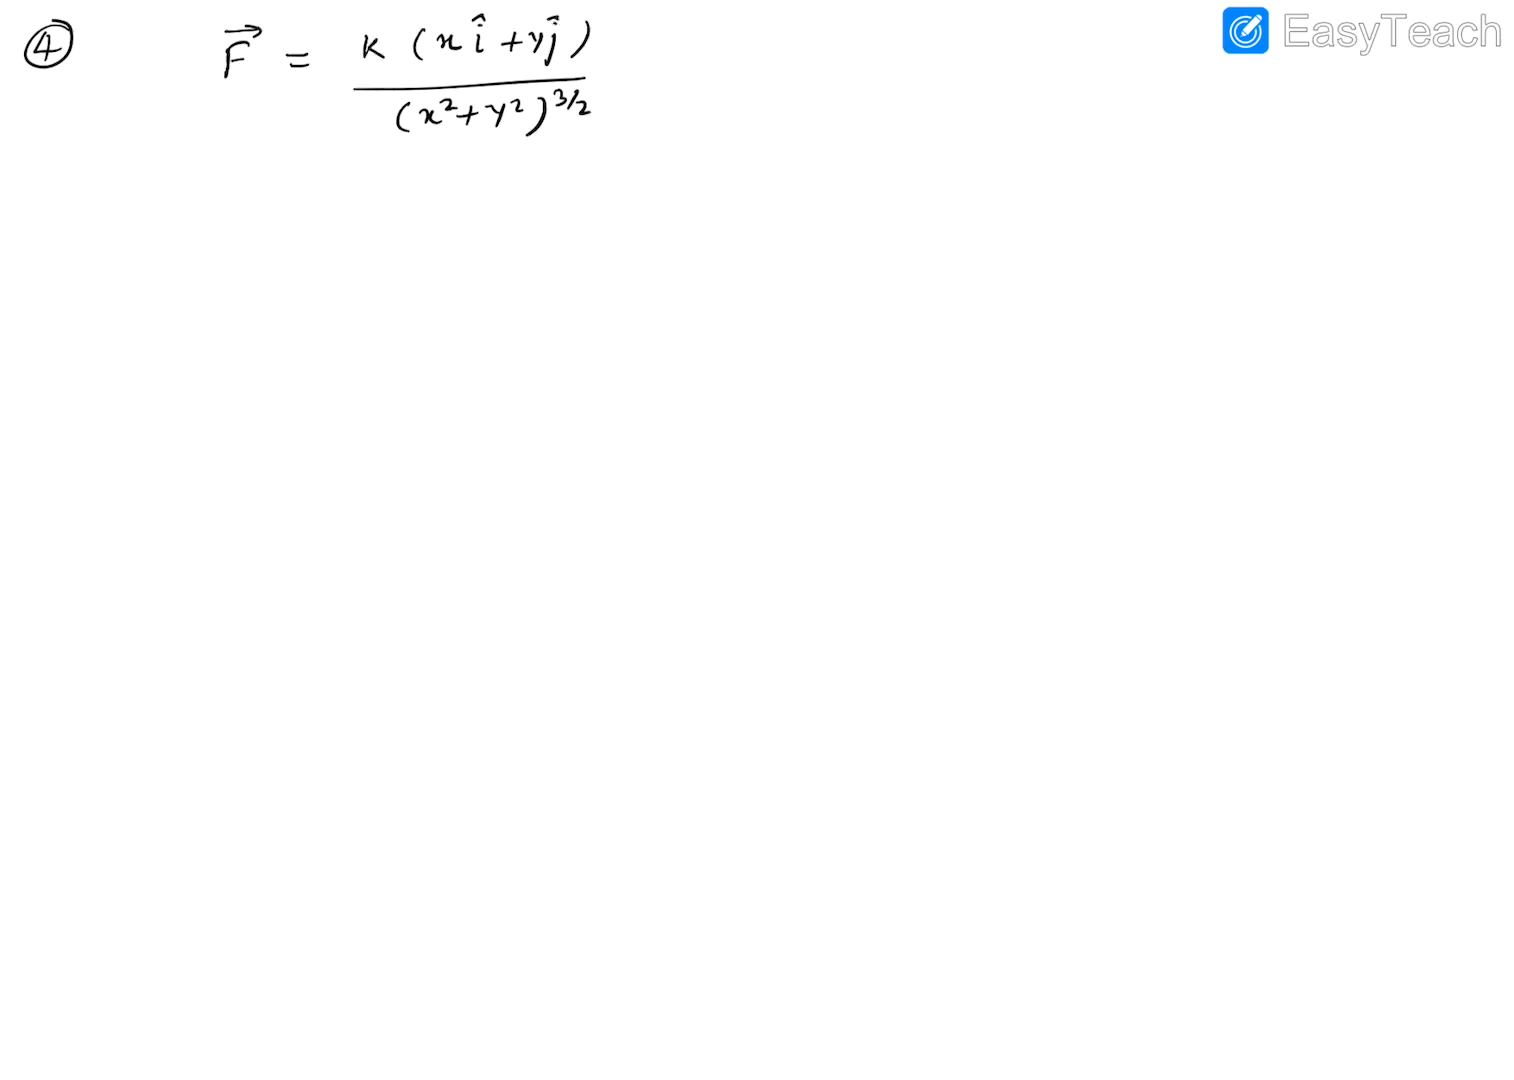 ④ F⃗ = K (x î + y ĵ) / (x² + y²)^3/2
EasyTeach